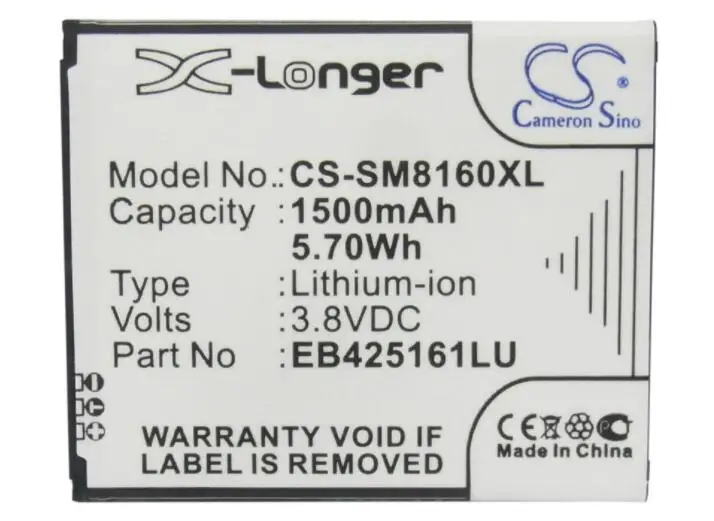 X-Longer
CS
Cameron Sino
Model No.: CS-SM8160XL
Capacity :1500mAh
5.70Wh
Type :Lithium-ion
Volts :3.8VDC
Part No :EB425161LU
WARRANTY VOID IF
LABEL IS REMOVED
CE
Made In China